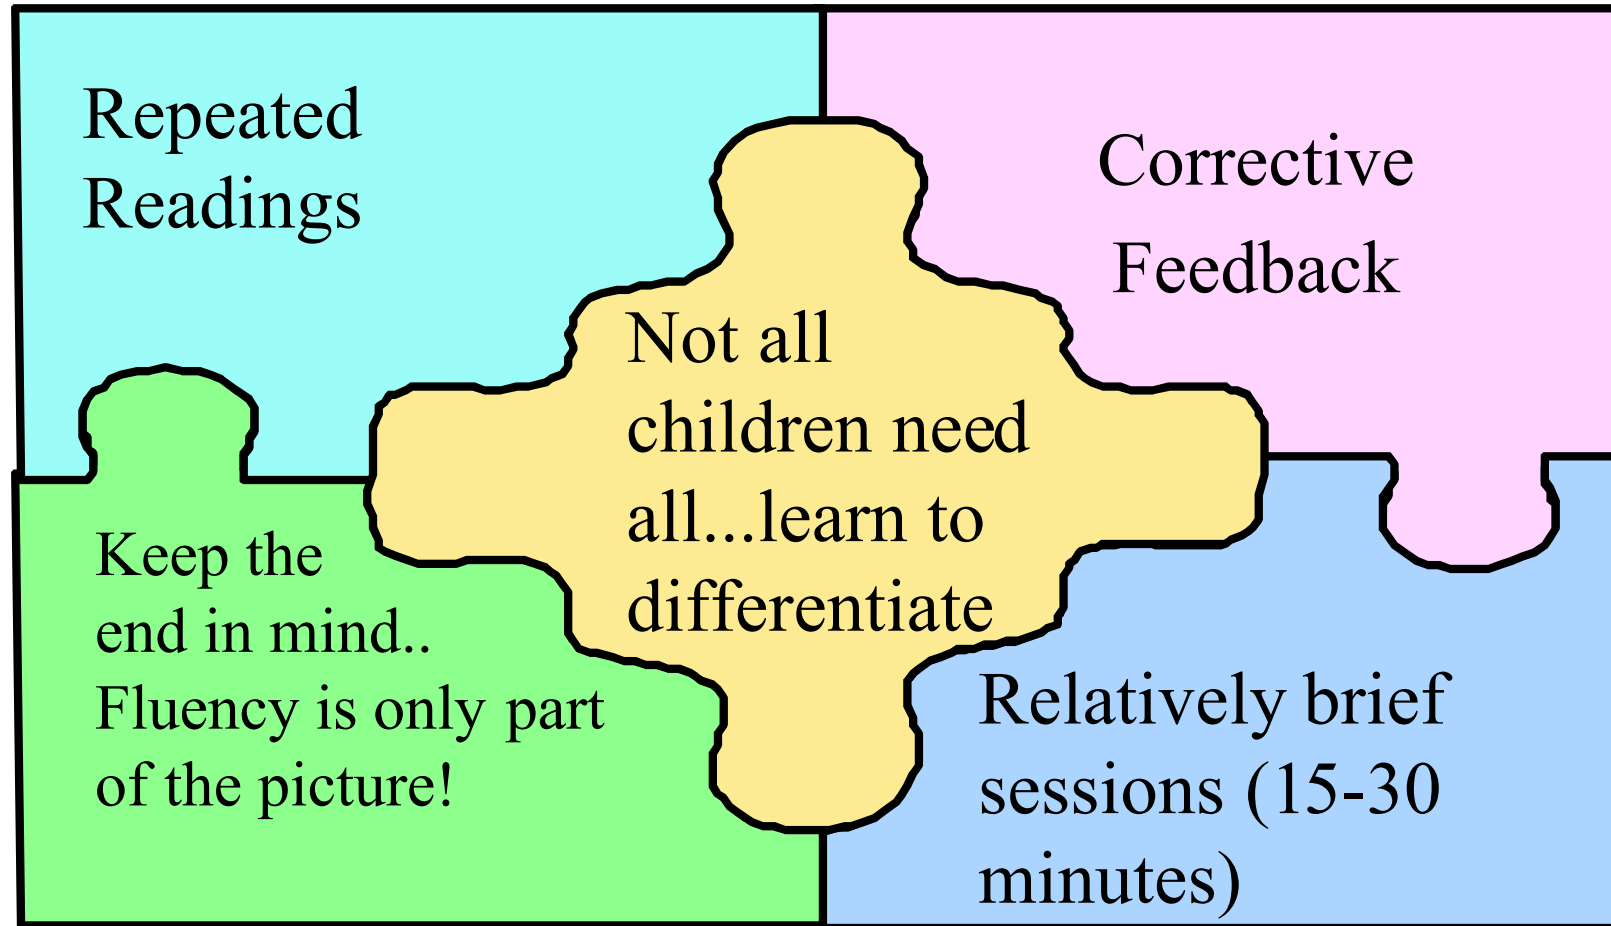 Repeated
Readings
Corrective
Feedback
Not all
children need
all...learn to
differentiate
Keep the
end in mind..
Fluency is only part
of the picture!
Relatively brief
sessions (15-30
minutes)